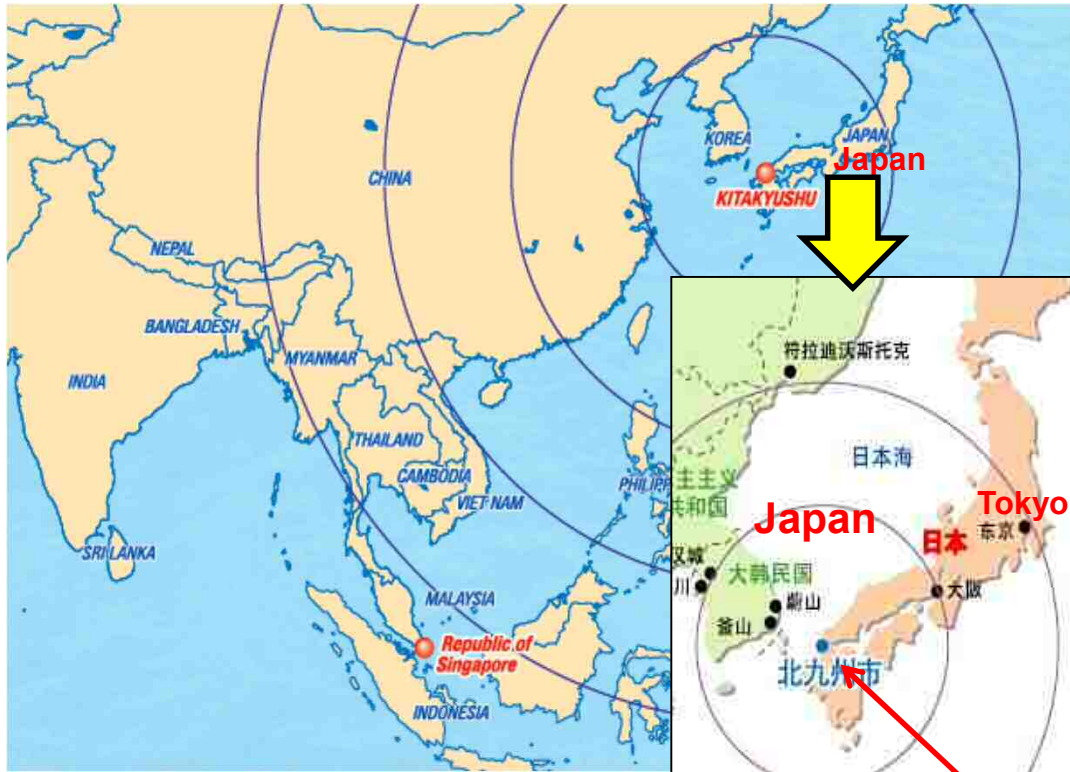 KOREA
JAPAN
Japan
KITAKYUSHU
CHINA
NEPAL
BANGLADESH
MYANMAR
INDIA
THAILAND
CAMBODIA
VIET NAM
PHILIPP
SRI LANKA
MALAYSIA
Republic of
Singapore
INDONESIA
符拉迪沃斯托克
日本海
主主义
共和国
Japan
Tokyo
日本
东京
汉城
川
大韩民国
大阪
蔚山
釜山
北九州市